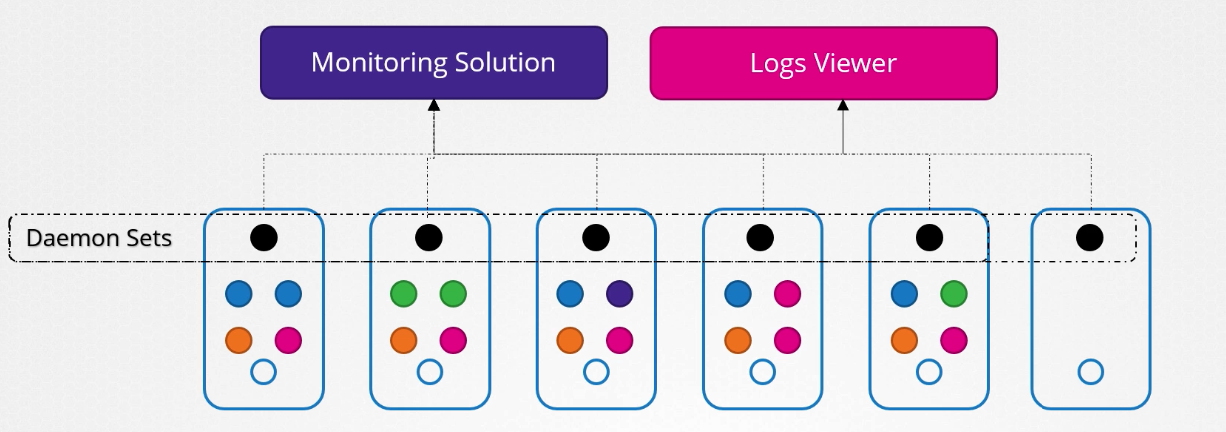 Monitoring Solution
Logs Viewer
Daemon Sets